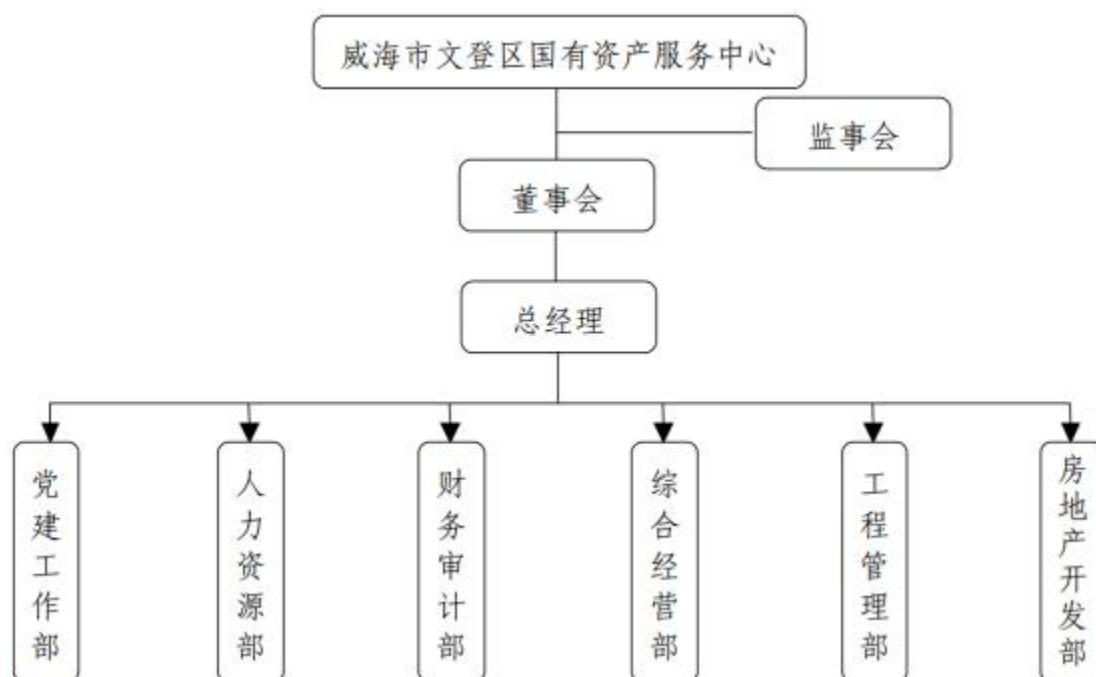 威海市文登区国有资产服务中心
监事会
董事会
总经理
党建工作部
人力资源部
财务审计部
综合经营部
工程管理部
房地产开发部